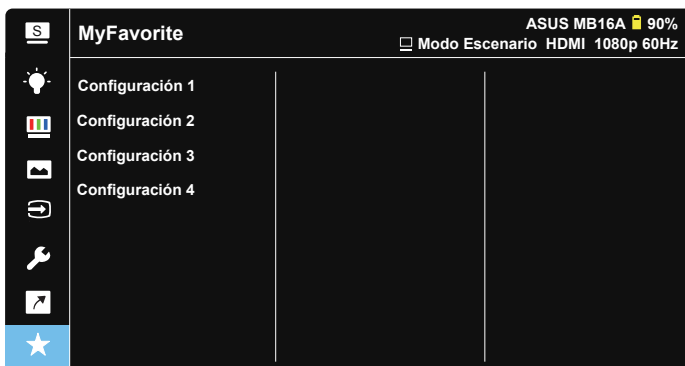 S
MyFavorite
ASUS MB16A 90%
Modo Escenario HDMI 1080p 60Hz
Configuración 1
Configuración 2
Configuración 3
Configuración 4